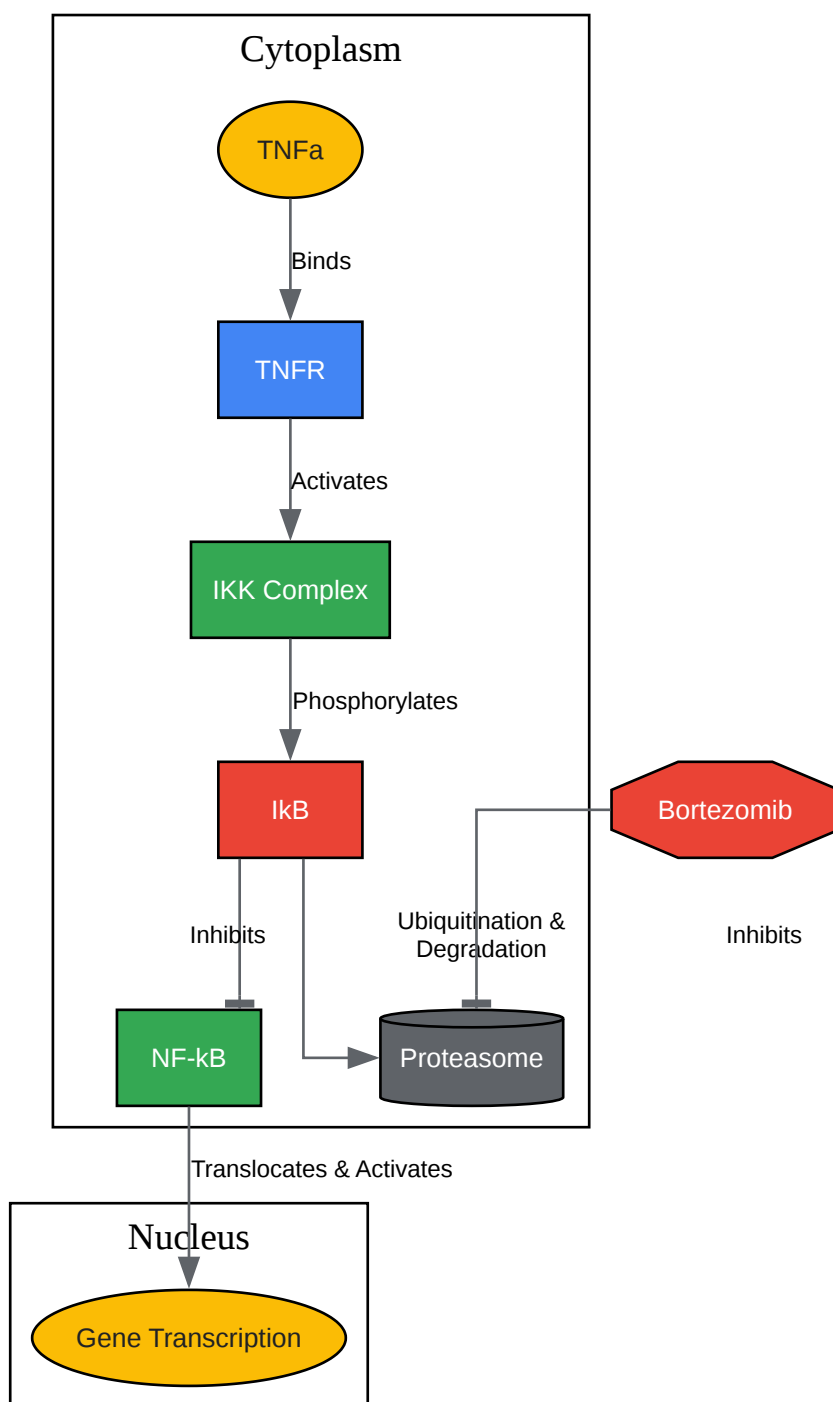 Cytoplasm
TNFa
Binds
TNFR
Activates
IKK Complex
Phosphorylates
IkB
Bortezomib
Inhibits
Ubiquitination &
Degradation
Inhibits
NF-kB
Proteasome
Translocates & Activates
Nucleus
Gene Transcription